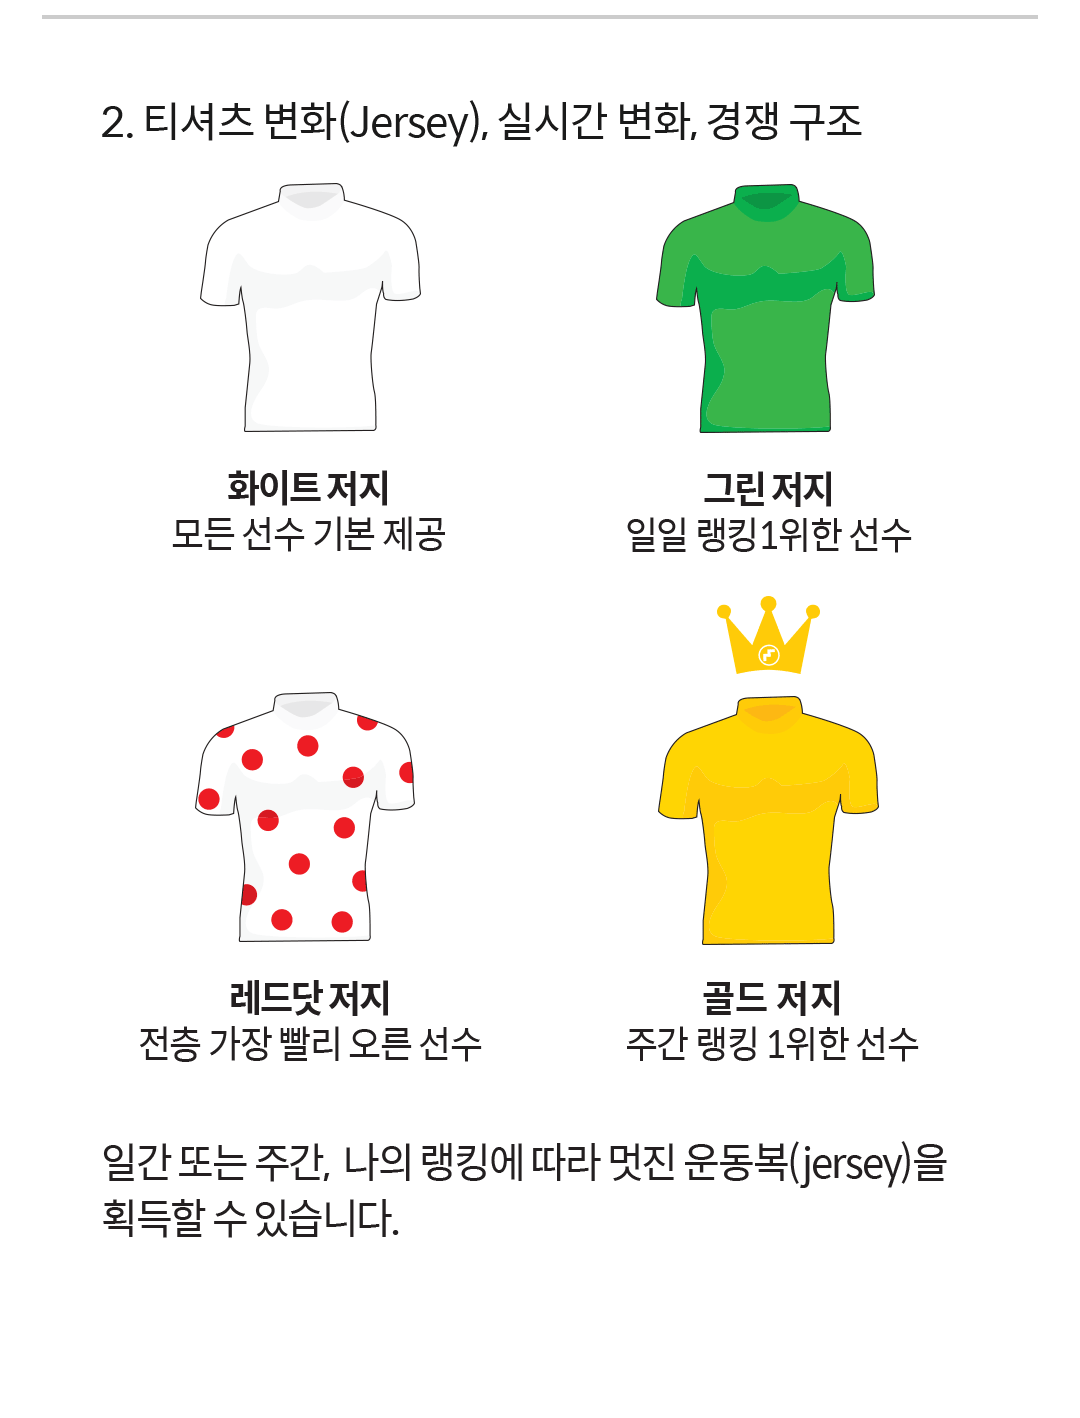 2. 티셔츠 변화(Jersey), 실시간 변화, 경쟁 구조
화이트 저지
모든 선수 기본 제공
그린 저지
일일 랭킹1위한 선수
레드닷 저지
전층 가장 빨리 오른 선수
골드 저지
주간 랭킹 1위한 선수
일간 또는 주간, 나의 랭킹에 따라 멋진 운동복(jersey)을
획득할 수 있습니다.